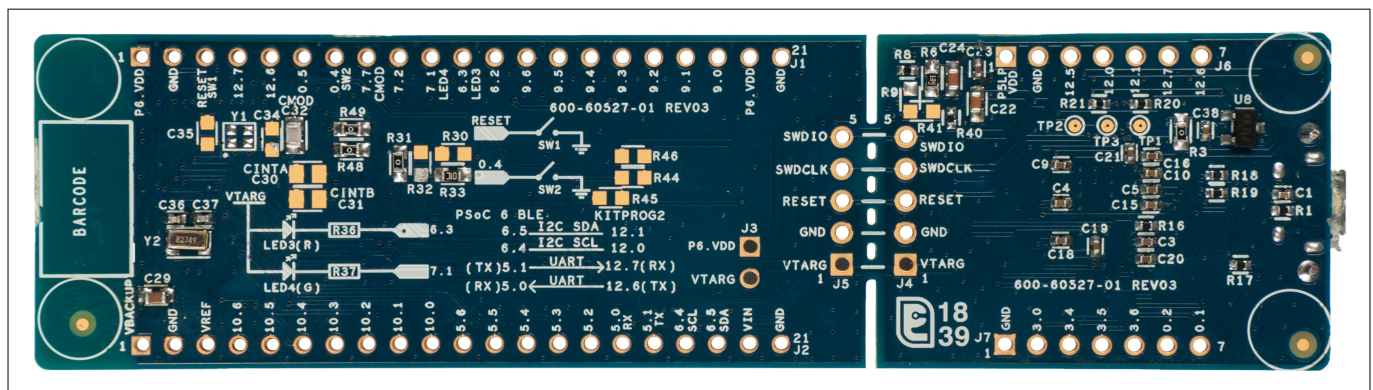 1 21 J1
P6.VDD GND RESET SW1 12.7 12.6 0.5 0.4 SW2 7.7 CMOD 7.2 7.1 LED4 6.3 LED3 6.2 9.6 9.5 9.4 9.3 9.2 9.1 9.0 P6.VDD GND
C35 Y1 C34 CMOD C32 R49 R48
600-60527-01 REV03
RESET SW1
R31 R30 R32 R33
0.4 SW2
R46
R44
R45
KITPROG2
CINTA
C30
CINTB
C31
BARCODE
C36 C37
Y2
VTARG
LED3(R) R36 6.3
LED4(G) R37 7.1
PSoC 6 BLE
6.5 I2C SDA 12.1
6.4 I2C SCL 12.0
(TX)5.1 UART 12.7(RX)
(RX)5.0 UART 12.6(TX)
J3
P6.VDD
VTARG
C29
5
SWDIO
SWDCLK
RESET
GND
VTARG
1
J5
VBACKUP GND VREF 10.6 10.5 10.4 10.3 10.2 10.1 10.0 5.6 5.5 5.4 5.3 5.2 5.0 RX 5.1 TX 6.4 SCL 6.5 SDA VIN GND
1 21 J2
R8 R6 C24 C23
R9 C22
R41 R40
1 7 J6
P5LP VDD GND 12.5 12.0 12.1 12.7 12.6
R21 R20 U8
TP2 TP3 TP1 C38
R3
5
SWDIO
SWDCLK
RESET
GND
VTARG
1
J4
C21 C16
C9 C10
C4 C5
C15
R18
R19
C1
R1
R16
C19 C3
C18 C20
R17
600-60527-01 REV03
18
39
J7
1 7
GND 3.0 3.4 3.5 3.6 0.2 0.1